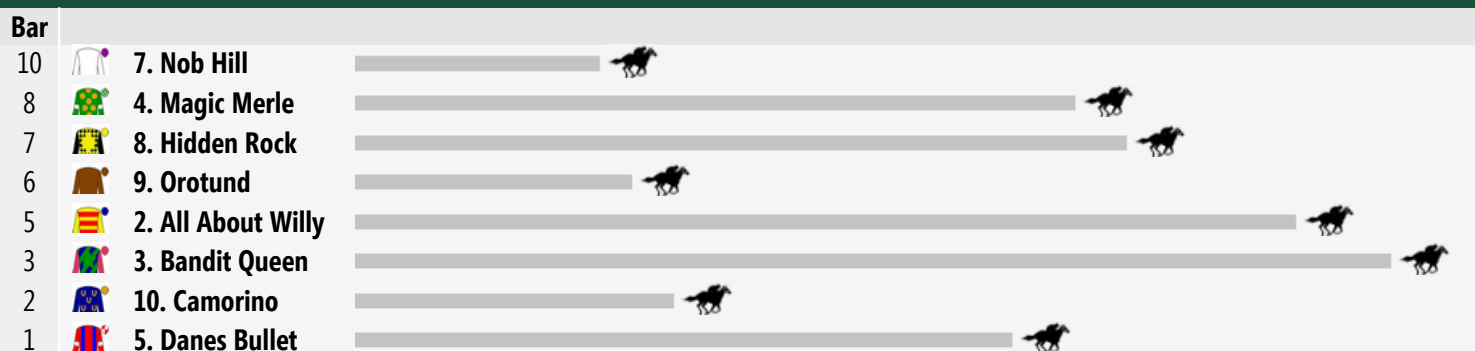 Bar
10 7. Nob Hill
8 4. Magic Merle
7 8. Hidden Rock
6 9. Orotund
5 2. All About Willy
3 3. Bandit Queen
2 10. Camorino
1 5. Danes Bullet